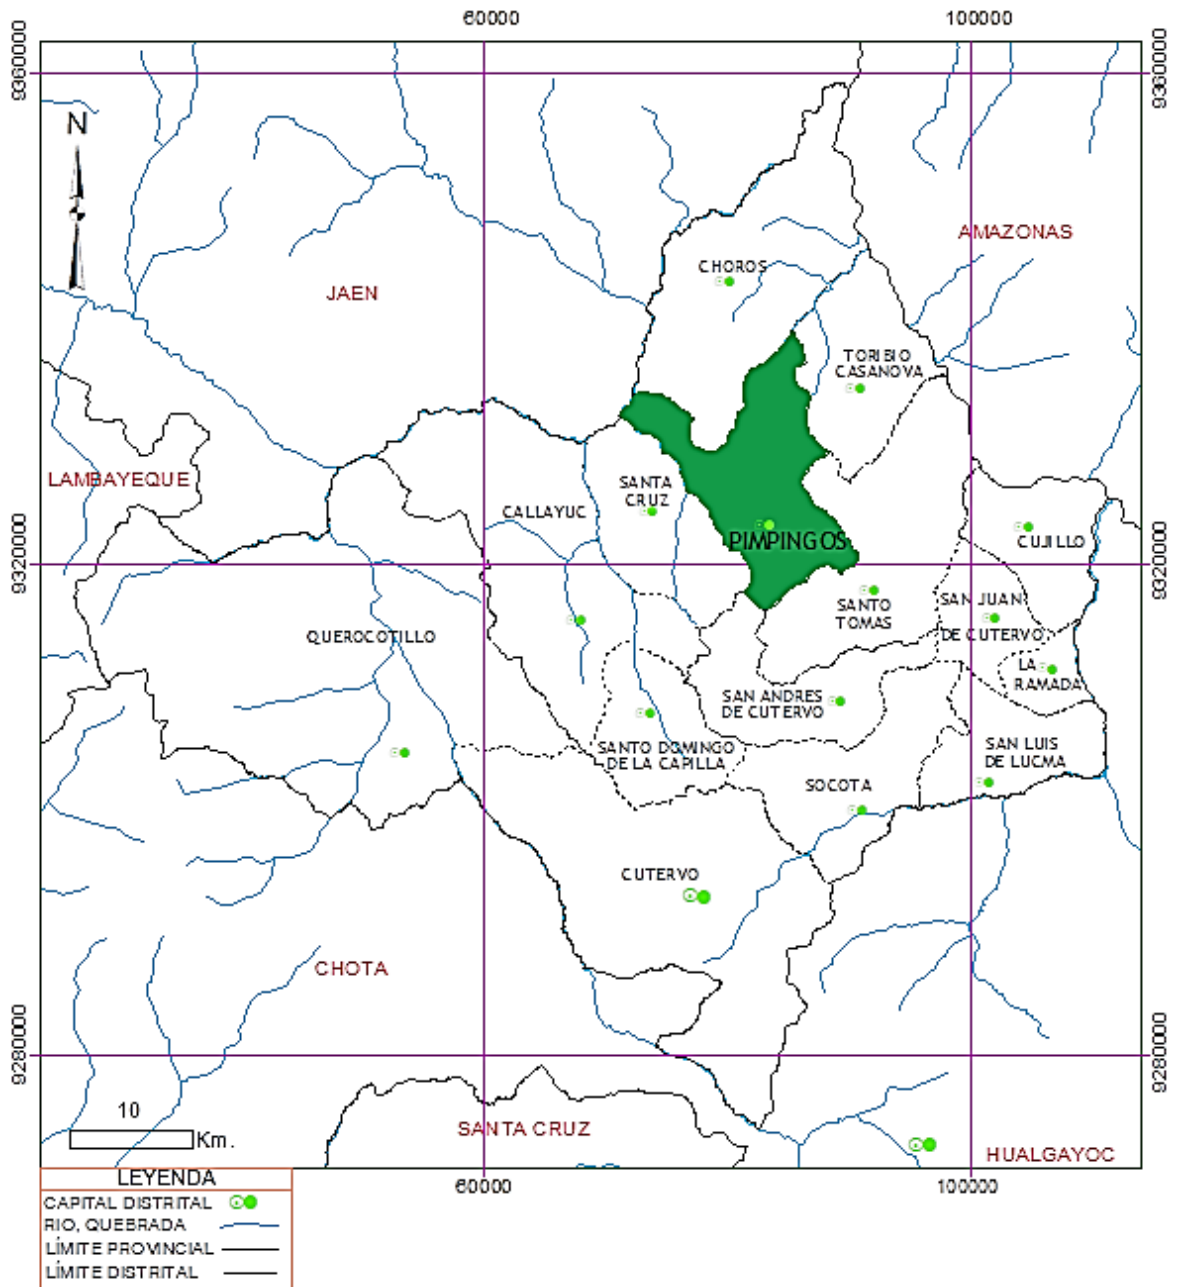 60000
100000
9360000
9360000
N
AMAZONAS
CHOROS
JAEN
TORIBIO
CASANOVA
LAMBAYEQUE
SANTA
CRUZ
CALLAYUC
PIMPINGOS
CUJILLO
9320000
9320000
SANTO
TOMAS
SAN JUAN
DE CUTERVO
QUEROCOTILLO
LA
RAMADA
SAN ANDRES
DE CUTERVO
SANTO DOMINGO
DE LA CAPILLA
SAN LUIS
DE LUCMA
SOCOTA
CUTERVO
CHOTA
9280000
9280000
10
Km.
SANTA CRUZ
HUALGAYOC
LEYENDA
60000
100000
CAPITAL DISTRITAL
RIO, QUEBRADA
LÍMITE PROVINCIAL
LÍMITE DISTRITAL